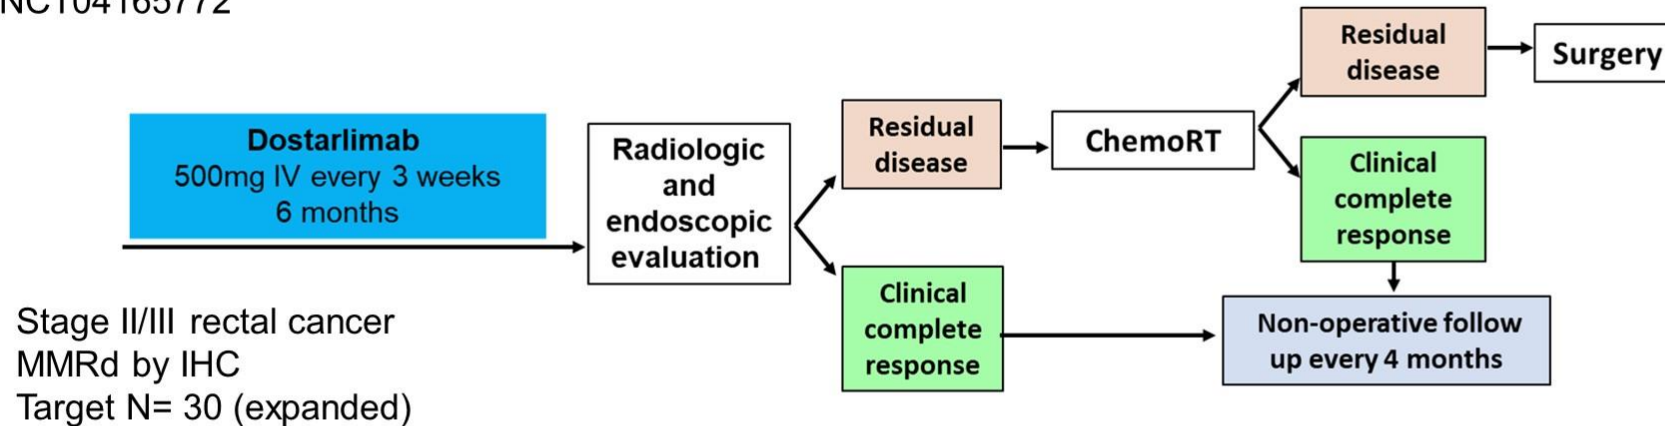 NCT04165772
Dostarlimab
500mg IV every 3 weeks
6 months
Radiologic
and
endoscopic
evaluation
Residual
disease
ChemoRT
Residual
disease
Surgery
Clinical
complete
response
Clinical
complete
response
Non-operative follow
up every 4 months
Stage II/III rectal cancer
MMRd by IHC
Target N= 30 (expanded)